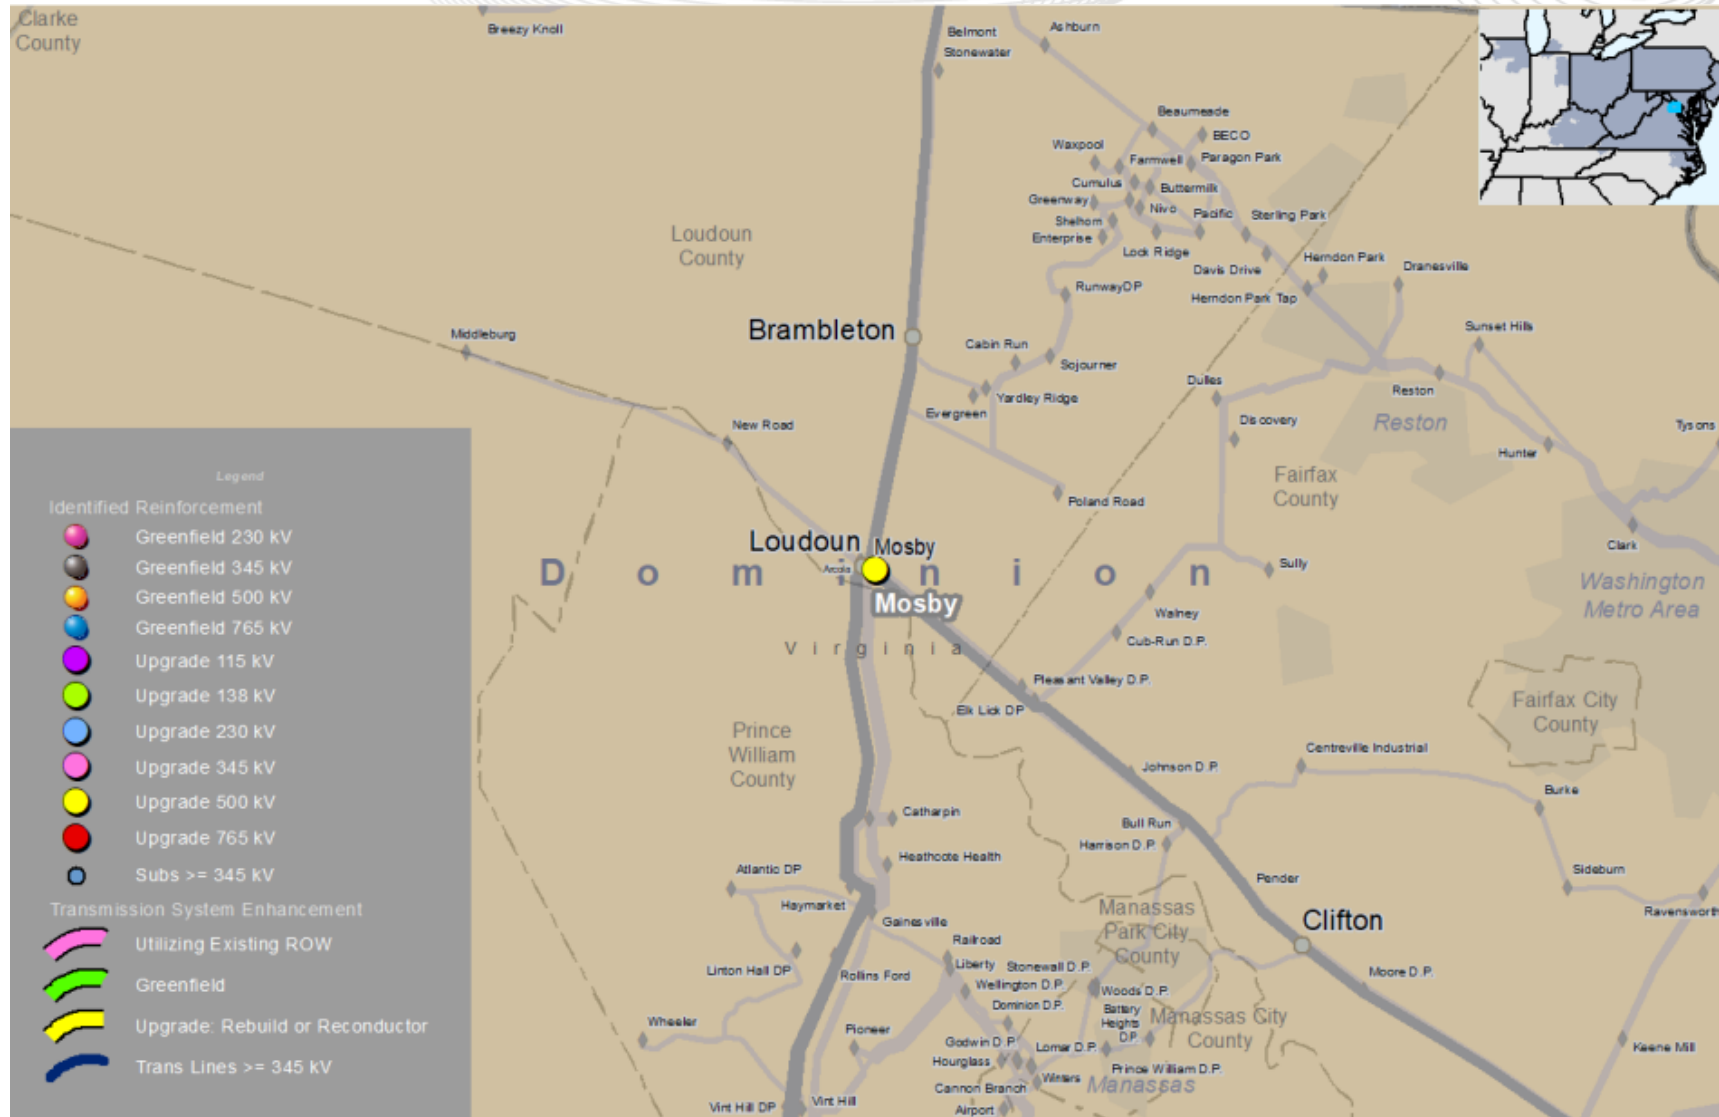 Clarke
County
Breezy Knoll
Belmont
Stonewater
Ashburn
Beaumeade
BECO
Waxpool
Farmwell
Paragon Park
Cumulus
Buttermilk
Greenway
Nivo
Pacific
Sterling Park
Shelhorn
Enterprise
Lock Ridge
Davis Drive
Herndon Park
Dranesville
Loudoun
County
RunwayDP
Herndon Park Tap
Middleburg
Brambleton
Cabin Run
Sojourner
Sunset Hills
Dulles
Reston
Evergreen
Yardley Ridge
Discovery
Reston
Tysons
New Road
Hunter
Fairfax
County
Poland Road
Loudoun
Mosby
Arcola
Clark
Dominion
Sully
Washington
Metro Area
Mosby
Walney
Cub-Run D.P.
Virginia
Pleasant Valley D.P.
Elk Lick DP
Fairfax City
County
Prince
William
County
Centreville Industrial
Johnson D.P.
Burke
Catharpin
Bull Run
Harrison D.P.
Heathcote Health
Atlantic DP
Sideburn
Pender
Haymarket
Manassas
Park City
County
Ravensworth
Gainesville
Clifton
Railroad
Linton Hall DP
Rollins Ford
Liberty
Stonewall D.P.
Moore D.P.
Wellington D.P.
Woods D.P.
Dominion D.P.
Battery
Heights
D.P.
Manassas City
County
Wheeler
Pioneer
Godwin D.P.
Lomar D.P.
Keene Mill
Hourglass
Prince William D.P.
Winters
Manassas
Cannon Branch
Vint Hill DP
Vint Hill
Airport
Legend
Identified Reinforcement
Greenfield 230 kV
Greenfield 345 kV
Greenfield 500 kV
Greenfield 765 kV
Upgrade 115 kV
Upgrade 138 kV
Upgrade 230 kV
Upgrade 345 kV
Upgrade 500 kV
Upgrade 765 kV
Subs >= 345 kV
Transmission System Enhancement
Utilizing Existing ROW
Greenfield
Upgrade: Rebuild or Reconductor
Trans Lines >= 345 kV